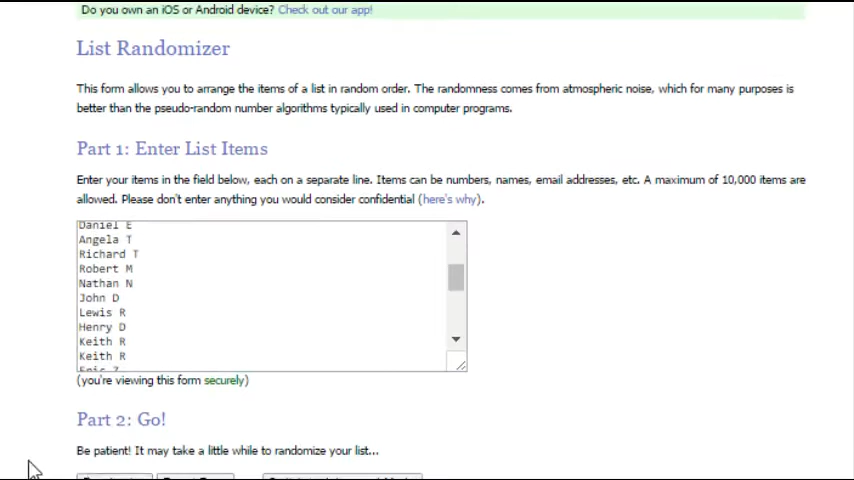 Do you own an iOS or Android device? Check out our app!
List Randomizer
This form allows you to arrange the items of a list in random order. The randomness comes from atmospheric noise, which for many purposes is
better than the pseudo-random number algorithms typically used in computer programs.
Part 1: Enter List Items
Enter your items in the field below, each on a separate line. Items can be numbers, names, email addresses, etc. A maximum of 10,000 items are
allowed. Please don't enter anything you would consider confidential (here's why).
Daniel E
Angela T
Richard T
Robert M
Nathan N
John D
Lewis R
Henry D
Keith R
Keith R
(you're viewing this form securely)
Part 2: Go!
Be patient! It may take a little while to randomize your list...